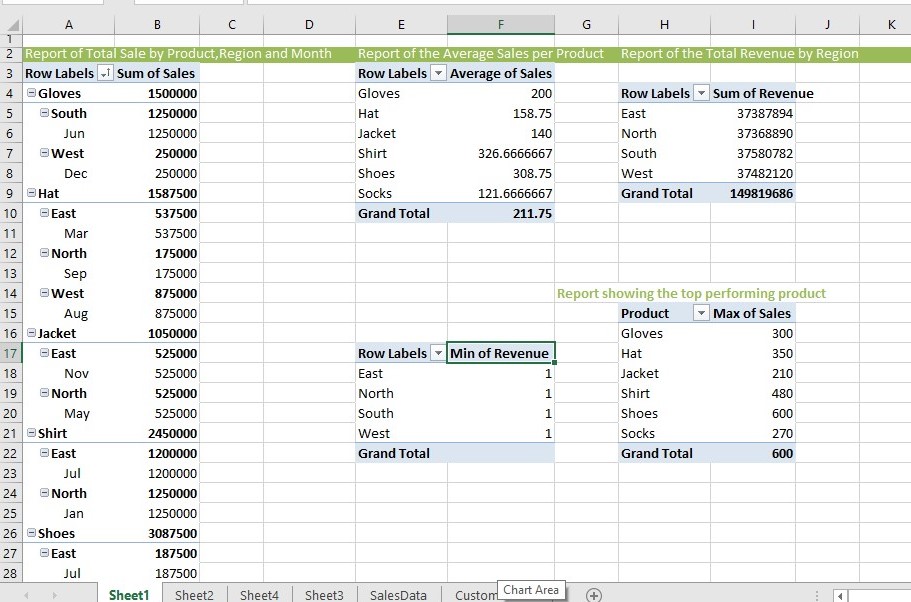 A B C D E F G H I J K
1
2 Report of Total Sale by Product,Region and Month Report of the Average Sales per Product Report of the Total Revenue by Region
3 Row Labels Sum of Sales Row Labels Average of Sales
4 Gloves 1500000 Gloves 200 Row Labels Sum of Revenue
5 South 1250000 Hat 158.75 East 37387894
6 Jun 1250000 Jacket 140 North 37368890
7 West 250000 Shirt 326.6666667 South 37580782
8 Dec 250000 Shoes 308.75 West 37482120
9 Hat 1587500 Socks 121.6666667 Grand Total 149819686
10 East 537500 Grand Total 211.75
11 Mar 537500
12 North 175000
13 Sep 175000
14 West 875000 Report showing the top performing product
15 Aug 875000 Product Max of Sales
16 Jacket 1050000 Gloves 300
17 East 525000 Row Labels Min of Revenue Hat 350
18 Nov 525000 East 1 Jacket 210
19 North 525000 North 1 Shirt 480
20 May 525000 South 1 Shoes 600
21 Shirt 2450000 West 1 Socks 270
22 East 1200000 Grand Total Grand Total 600
23 Jul 1200000
24 North 1250000
25 Jan 1250000
26 Shoes 3087500
27 East 187500
28 Jul 187500
Sheet1 Sheet2 Sheet4 Sheet3 SalesData Custom Chart Area